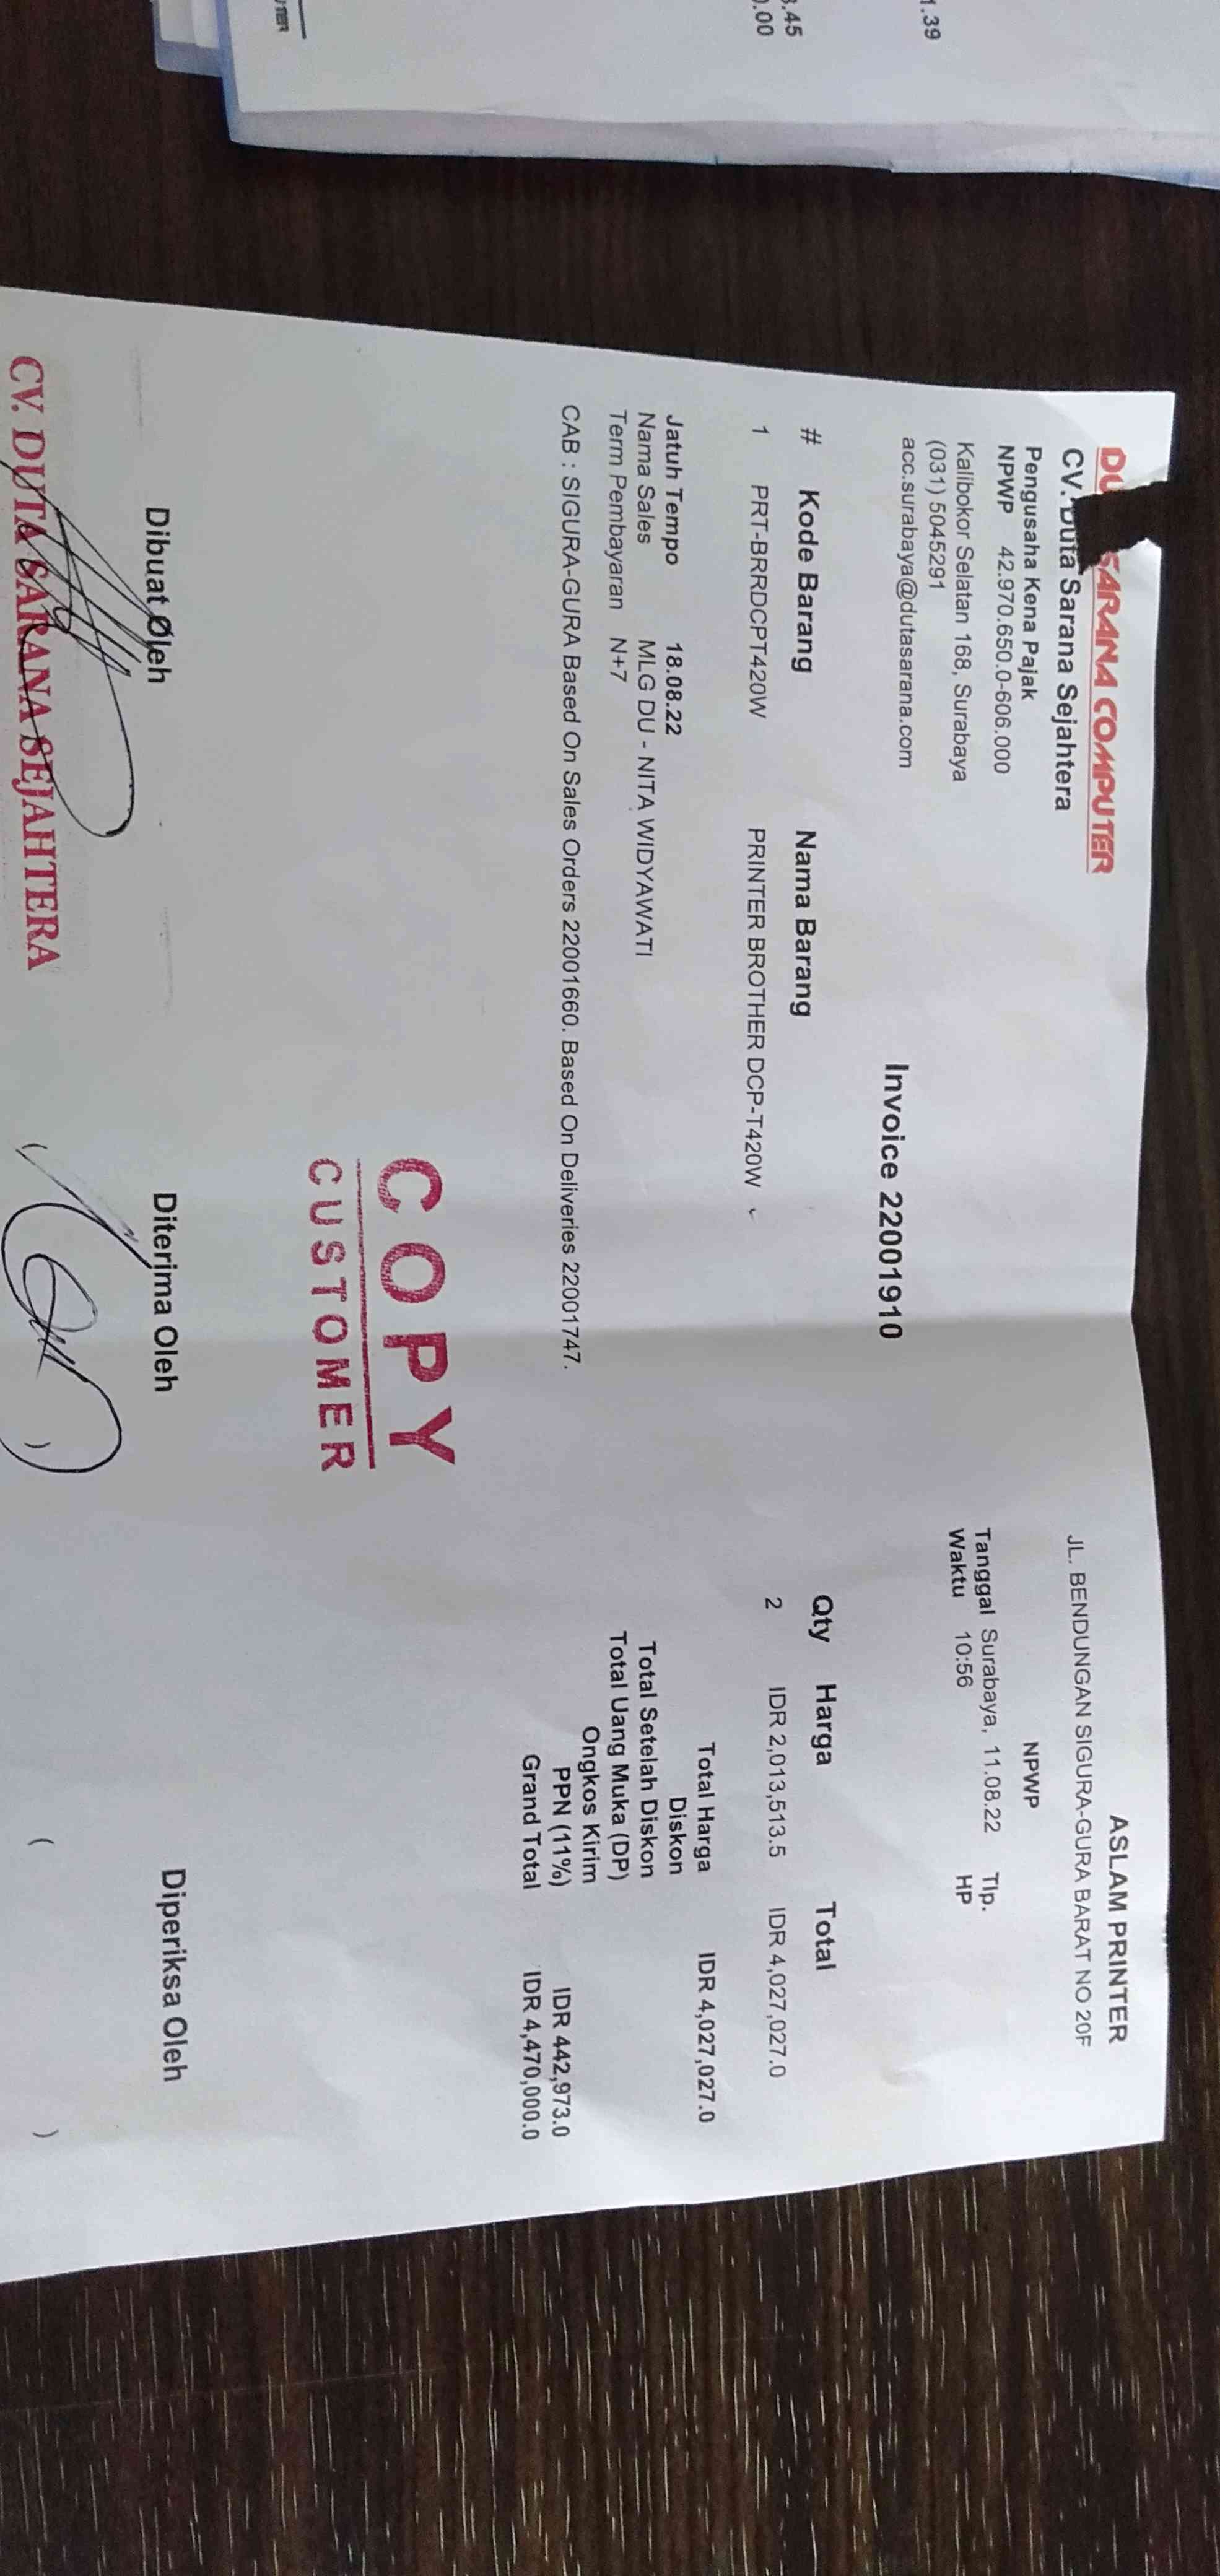 1.39
3.45
0.00
SARANA COMPUTER
CV. Duta Sarana Sejahtera
Pengusaha Kena Pajak
NPWP 42.970.650.0-606.000
Kalibokor Selatan 168, Surabaya
(031) 5045291
acc.surabaya@dutasarana.com
ASLAM PRINTER
JL. BENDUNGAN SIGURA-GURA BARAT NO 20F
NPWP
Tanggal Surabaya, 11.08.22 Tlp.
Waktu 10:56 HP
Invoice 22001910
# Kode Barang Nama Barang Qty Harga Total
1 PRT-BRRDCPT420W PRINTER BROTHER DCP-T420W 2 IDR 2,013,513.5 IDR 4,027,027.0
Jatuh Tempo 18.08.22
Nama Sales MLG DU - NITA WIDYAWATI
Term Pembayaran N+7
CAB : SIGURA-GURA Based On Sales Orders 22001660. Based On Deliveries 22001747.
Total Harga IDR 4,027,027.0
Diskon
Total Setelah Diskon
Total Uang Muka (DP)
Ongkos Kirim
PPN (11%) IDR 442,973.0
Grand Total IDR 4,470,000.0
COPY
CUSTOMER
Dibuat Oleh Diterima Oleh Diperiksa Oleh
CV. DUTA SARANA SEJAHTERA
( ) ( )